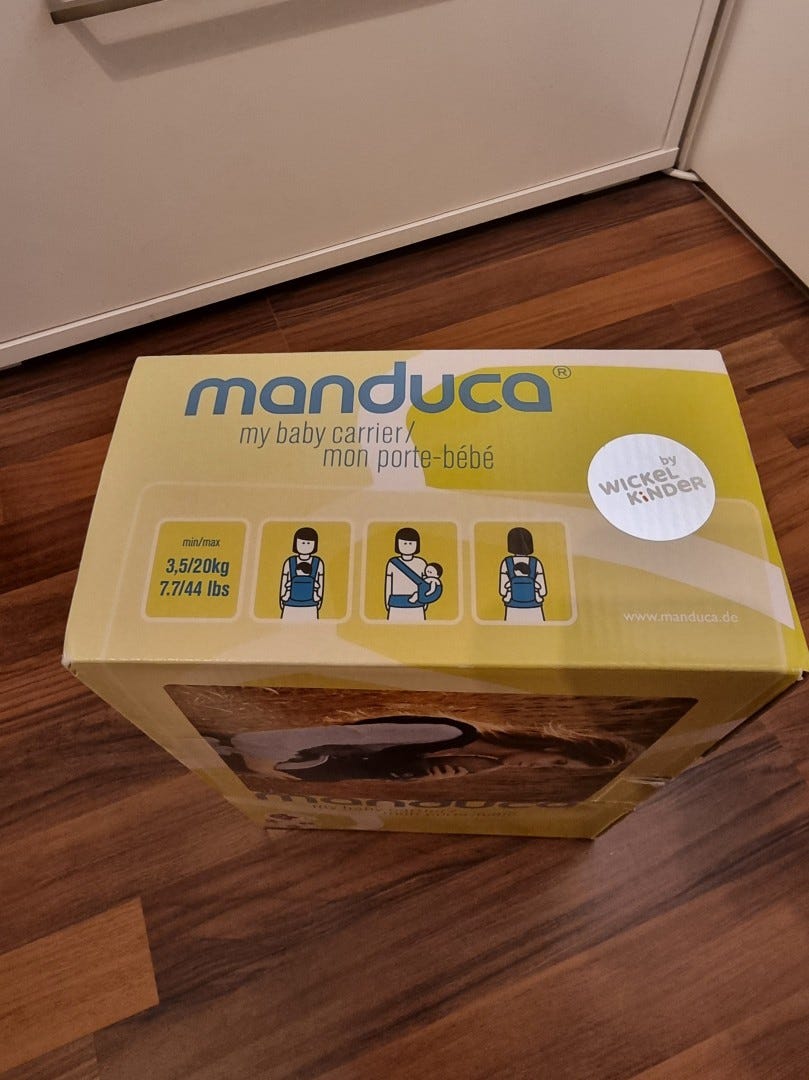 manduca®
my baby carrier/
mon porte-bébé
by
WICKEL
KiNDER
min/max
3,5/20kg
7.7/44 lbs
www.manduca.de
manduca